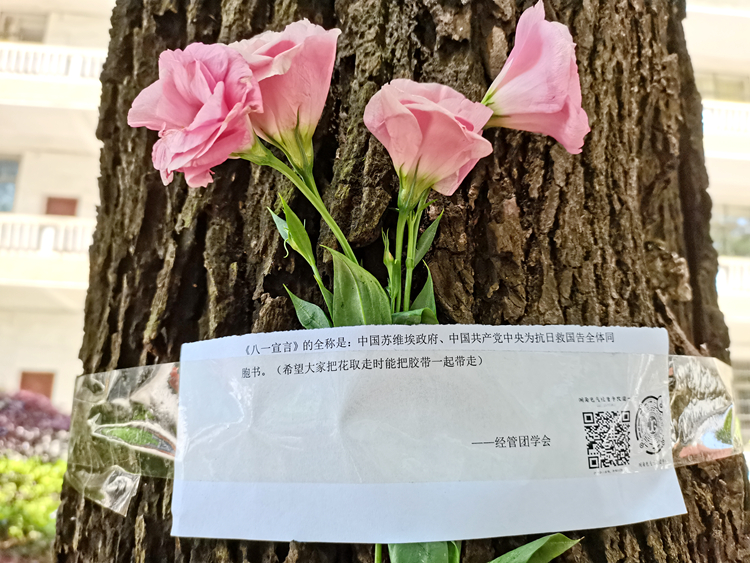 《八一宣言》的全称是：中国苏维埃政府、中国共产党中央为抗日救国告全体同
胞书。（希望大家把花取走时能把胶带一起带走）
——经管团学会